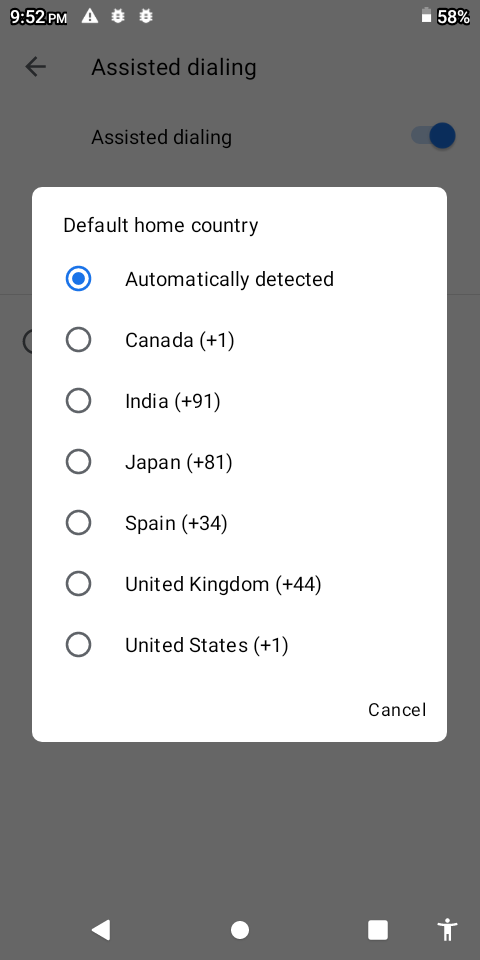 9:52 PM
58%
Assisted dialing
Assisted dialing
Default home country
Automatically detected
Canada (+1)
India (+91)
Japan (+81)
Spain (+34)
United Kingdom (+44)
United States (+1)
Cancel